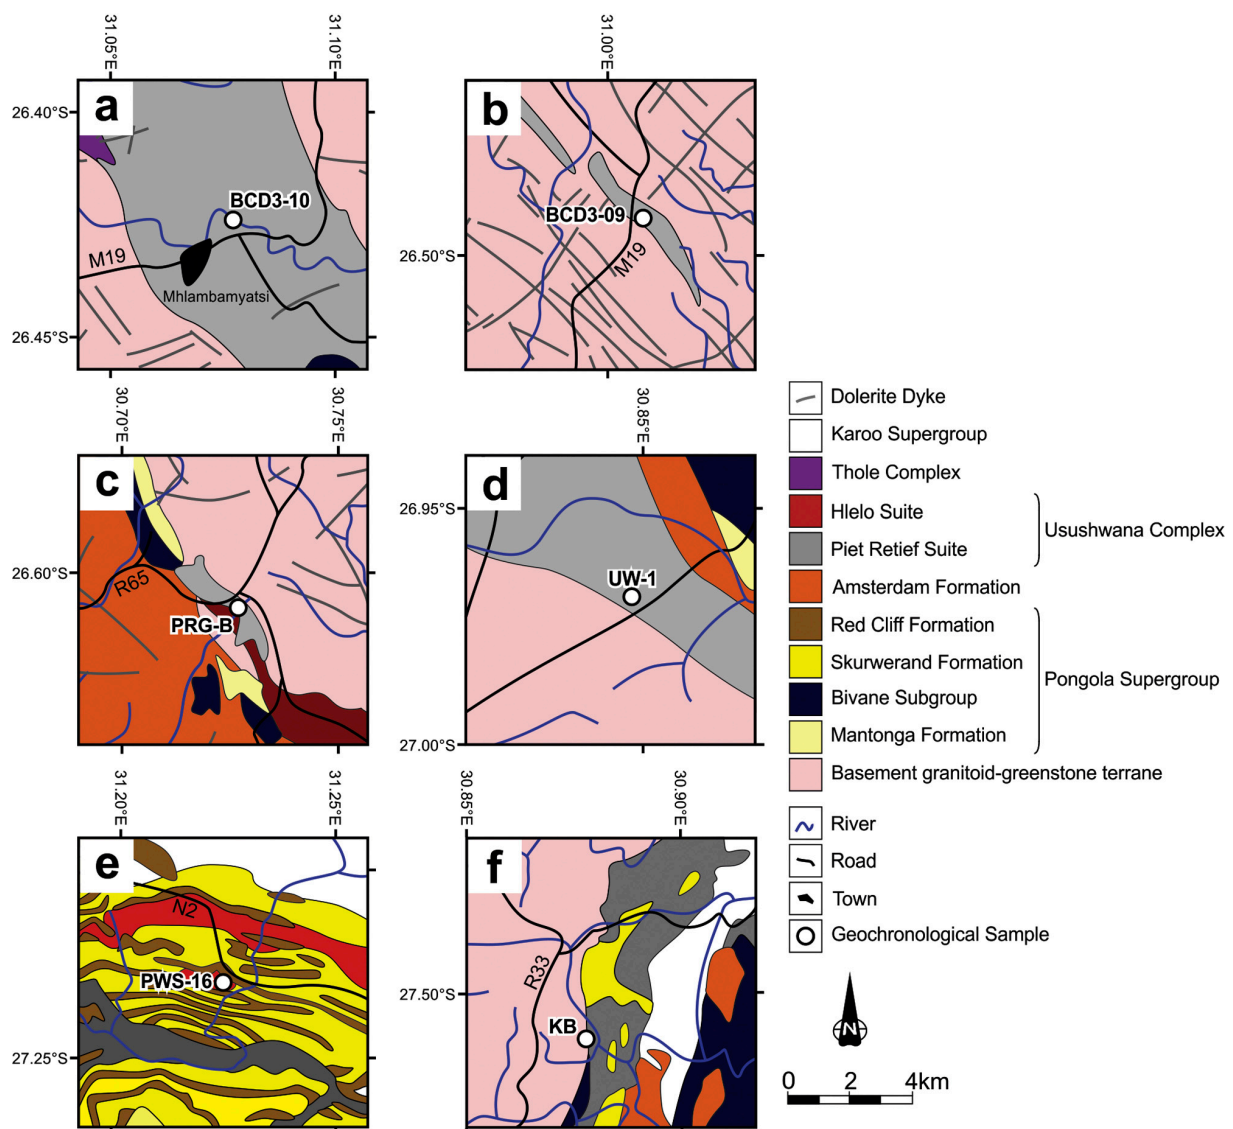 31.05°E
31.10°E
31.00°E
26.40°S
a
b
BCD3-10
BCD3-09
M19
M19
Mhlambamyatsi
26.50°S
26.45°S
30.70°E
30.75°E
30.85°E
c
d
26.95°S
26.60°S
R65
PRG-B
UW-1
27.00°S
31.20°E
31.25°E
30.85°E
30.90°E
e
f
N2
PWS-16
R33
27.50°S
KB
27.25°S
Dolerite Dyke
Karoo Supergroup
Thole Complex
Hlelo Suite
Piet Retief Suite
Usushwana Complex
Amsterdam Formation
Red Cliff Formation
Skurwerand Formation
Bivane Subgroup
Mantonga Formation
Pongola Supergroup
Basement granitoid-greenstone terrane
River
Road
Town
Geochronological Sample
N
0 2 4km